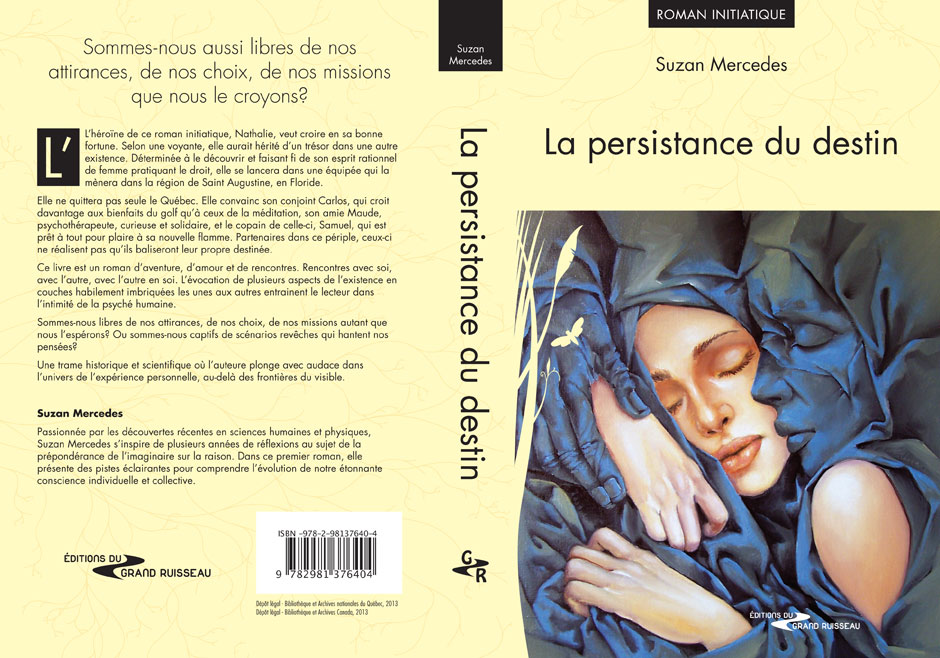 Sommes-nous aussi libres de nos
attirances, de nos choix, de nos missions
que nous le croyons?
L'héroïne de ce roman initiatique, Nathalie, veut croire en sa bonne
fortune. Selon une voyante, elle aurait hérité d'un trésor dans une autre
existence. Déterminée à le découvrir et faisant fi de son esprit rationnel
de femme pratiquant le droit, elle se lancera dans une équipée qui la
mènera dans la région de Saint Augustine, en Floride.
Elle ne quittera pas seule le Québec. Elle convainc son conjoint Carlos, qui croit
davantage aux bienfaits du golf qu'à ceux de la méditation, son amie Maude,
psychothérapeute, curieuse et solidaire, et le copain de celle-ci, Samuel, qui est
prêt à tout pour plaire à sa nouvelle flamme. Partenaires dans ce périple, ceux-ci
ne réalisent pas qu'ils baliseront leur propre destinée.
Ce livre est un roman d'aventure, d'amour et de rencontres. Rencontres avec soi,
avec l'autre, avec l'autre en soi. L'évocation de plusieurs aspects de l'existence en
couches habilement imbriquées les unes aux autres entrainent le lecteur dans
l'intimité de la psyché humaine.
Sommes-nous libres de nos attirances, de nos choix, de nos missions autant que
nous l'espérons? Ou sommes-nous captifs de scénarios revêches qui hantent nos
pensées?
Une trame historique et scientifique où l'auteure plonge avec audace dans
l'univers de l'expérience personnelle, au-delà des frontières du visible.
Suzan Mercedes
Passionnée par les découvertes récentes en sciences humaines et physiques,
Suzan Mercedes s'inspire de plusieurs années de réflexions au sujet de la
prépondérance de l'imaginaire sur la raison. Dans ce premier roman, elle
présente des pistes éclairantes pour comprendre l'évolution de notre étonnante
conscience individuelle et collective.
ÉDITIONS DU
GRAND RUISSEAU
ISBN -978-2-98137640-4
9 782981 376404
Dépôt légal - Bibliothèque et Archives nationales du Québec, 2013
Dépôt légal - Bibliothèque et Archives Canada, 2013
Suzan
Mercedes
La persistance du destin
GR
ROMAN INITIATIQUE
Suzan Mercedes
La persistance du destin
ÉDITIONS DU
GRAND RUISSEAU